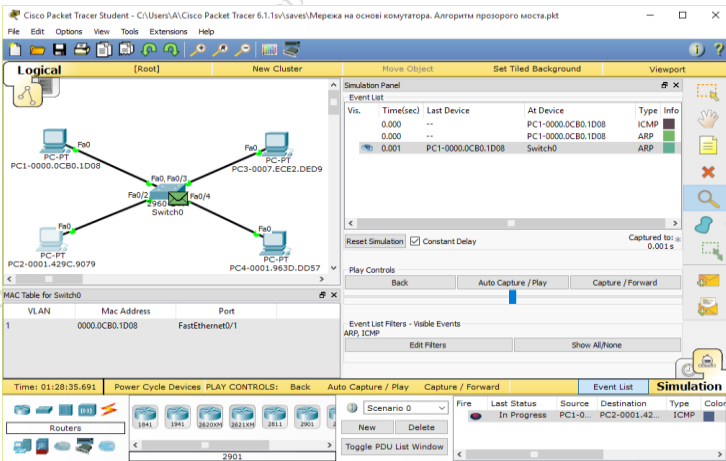 Cisco Packet Tracer Student - C:\Users\A\Cisco Packet Tracer 6.1.1sv\saves\Мережа на основі комутатора. Алгоритм прозорого моста.pkt
File Edit Options View Tools Extensions Help
Logical [Root] New Cluster Move Object Set Tiled Background Viewport
Simulation Panel
Event List
Vis. Time(sec) Last Device At Device Type Info
0.000 -- PC1-0000.0CB0.1D08 ICMP
0.000 -- PC1-0000.0CB0.1D08 ARP
0.001 PC1-0000.0CB0.1D08 Switch0 ARP
Fa0
PC-PT
PC1-0000.0CB0.1D08
Fa0
PC-PT
PC3-0007.ECE2.DED9
Fa0, Fa0/3
Fa0/2
Fa0/4
Switch0
Fa0
PC-PT
PC2-0001.429C.9079
Fa0
PC-PT
PC4-0001.963D.DD57
Reset Simulation Constant Delay Captured to:
0.001 s
Play Controls
Back Auto Capture / Play Capture / Forward
MAC Table for Switch0
VLAN Mac Address Port
1 0000.0CB0.1D08 FastEthernet0/1
Event List Filters - Visible Events
ARP, ICMP
Edit Filters Show All/None
Time: 01:28:35.691 Power Cycle Devices PLAY CONTROLS: Back Auto Capture / Play Capture / Forward Event List Simulation
Routers
1841 1941 2620XM 2621XM 2811 2901
2901
Scenario 0
New Delete
Toggle PDU List Window
Fire Last Status Source Destination Type Color
In Progress PC1-0... PC2-0001.42... ICMP